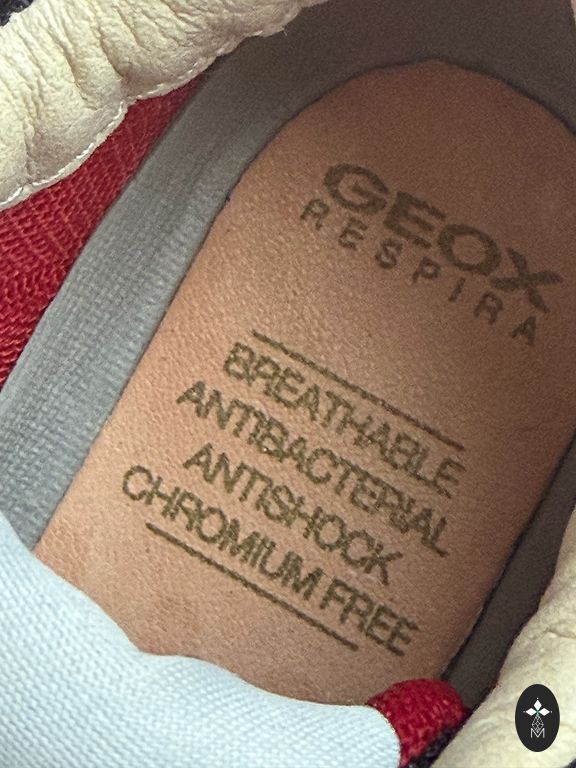 GEOX
RESPIRA
BREATHABLE
ANTIBACTERIAL
ANTISHOCK
CHROMIUM FREE
M